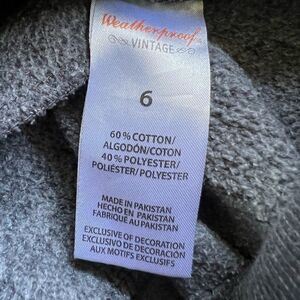 Weatherproof
VINTAGE
6
60% COTTON/
ALGODÓN/COTON
40% POLYESTER/
POLIÉSTER/POLYESTER
MADE IN PAKISTAN
HECHO EN PAKISTAN
FABRIQUÉ AU PAKISTAN
EXCLUSIVE OF DECORATION
EXCLUSIVO DE DECORACIÓN
AUX MOTIFS EXCLUSIFS